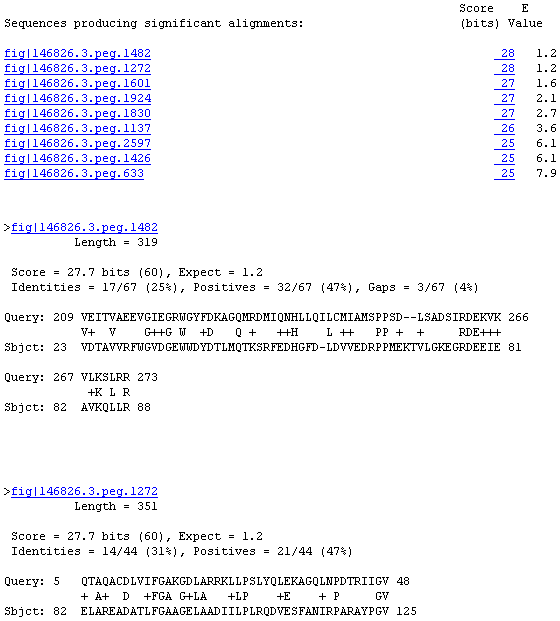 Score     E
Sequences producing significant alignments:                      (bits) Value

fig|146826.3.peg.1482                                                 28   1.2
fig|146826.3.peg.1272                                                 28   1.2
fig|146826.3.peg.1601                                                 27   1.6
fig|146826.3.peg.1924                                                 27   2.1
fig|146826.3.peg.1830                                                 27   2.7
fig|146826.3.peg.1137                                                 26   3.6
fig|146826.3.peg.2597                                                 25   6.1
fig|146826.3.peg.1426                                                 25   6.1
fig|146826.3.peg.633                                                  25   7.9

>fig|146826.3.peg.1482
          Length = 319

 Score = 27.7 bits (60), Expect = 1.2
 Identities = 17/67 (25%), Positives = 32/67 (47%), Gaps = 3/67 (4%)

Query: 209 VEITVAEEVGIEGRWGYFDKAGQMRDMIQNHLLQILCMIAMSPPSD--LSADSIRDEKVK 266
           V+  V    G++G W  +D   Q +   ++H    L ++    PP +  +     RDE+++
Sbjct: 23  VDTAVVRFWGVDGEWWDYDTLMQTKSRFEDHGFD-LDVVEDRPPMEKTVLGKEGRDEEIE 81

Query: 267 VLKSLRR 273
            +K L R
Sbjct: 82  AVKQLLR 88

>fig|146826.3.peg.1272
          Length = 351

 Score = 27.7 bits (60), Expect = 1.2
 Identities = 14/44 (31%), Positives = 21/44 (47%)

Query: 5   QTAQACDLVIFGAKGDLARRKLLPSLYQLEKAGQLNPDTRIIGV 48
           + A+  D  +FGA G+LA   +LP   +E     + P     GV
Sbjct: 82  ELAREADATLFGAAGELAADIILPLRQDVESFANIRPARAYPGV 125